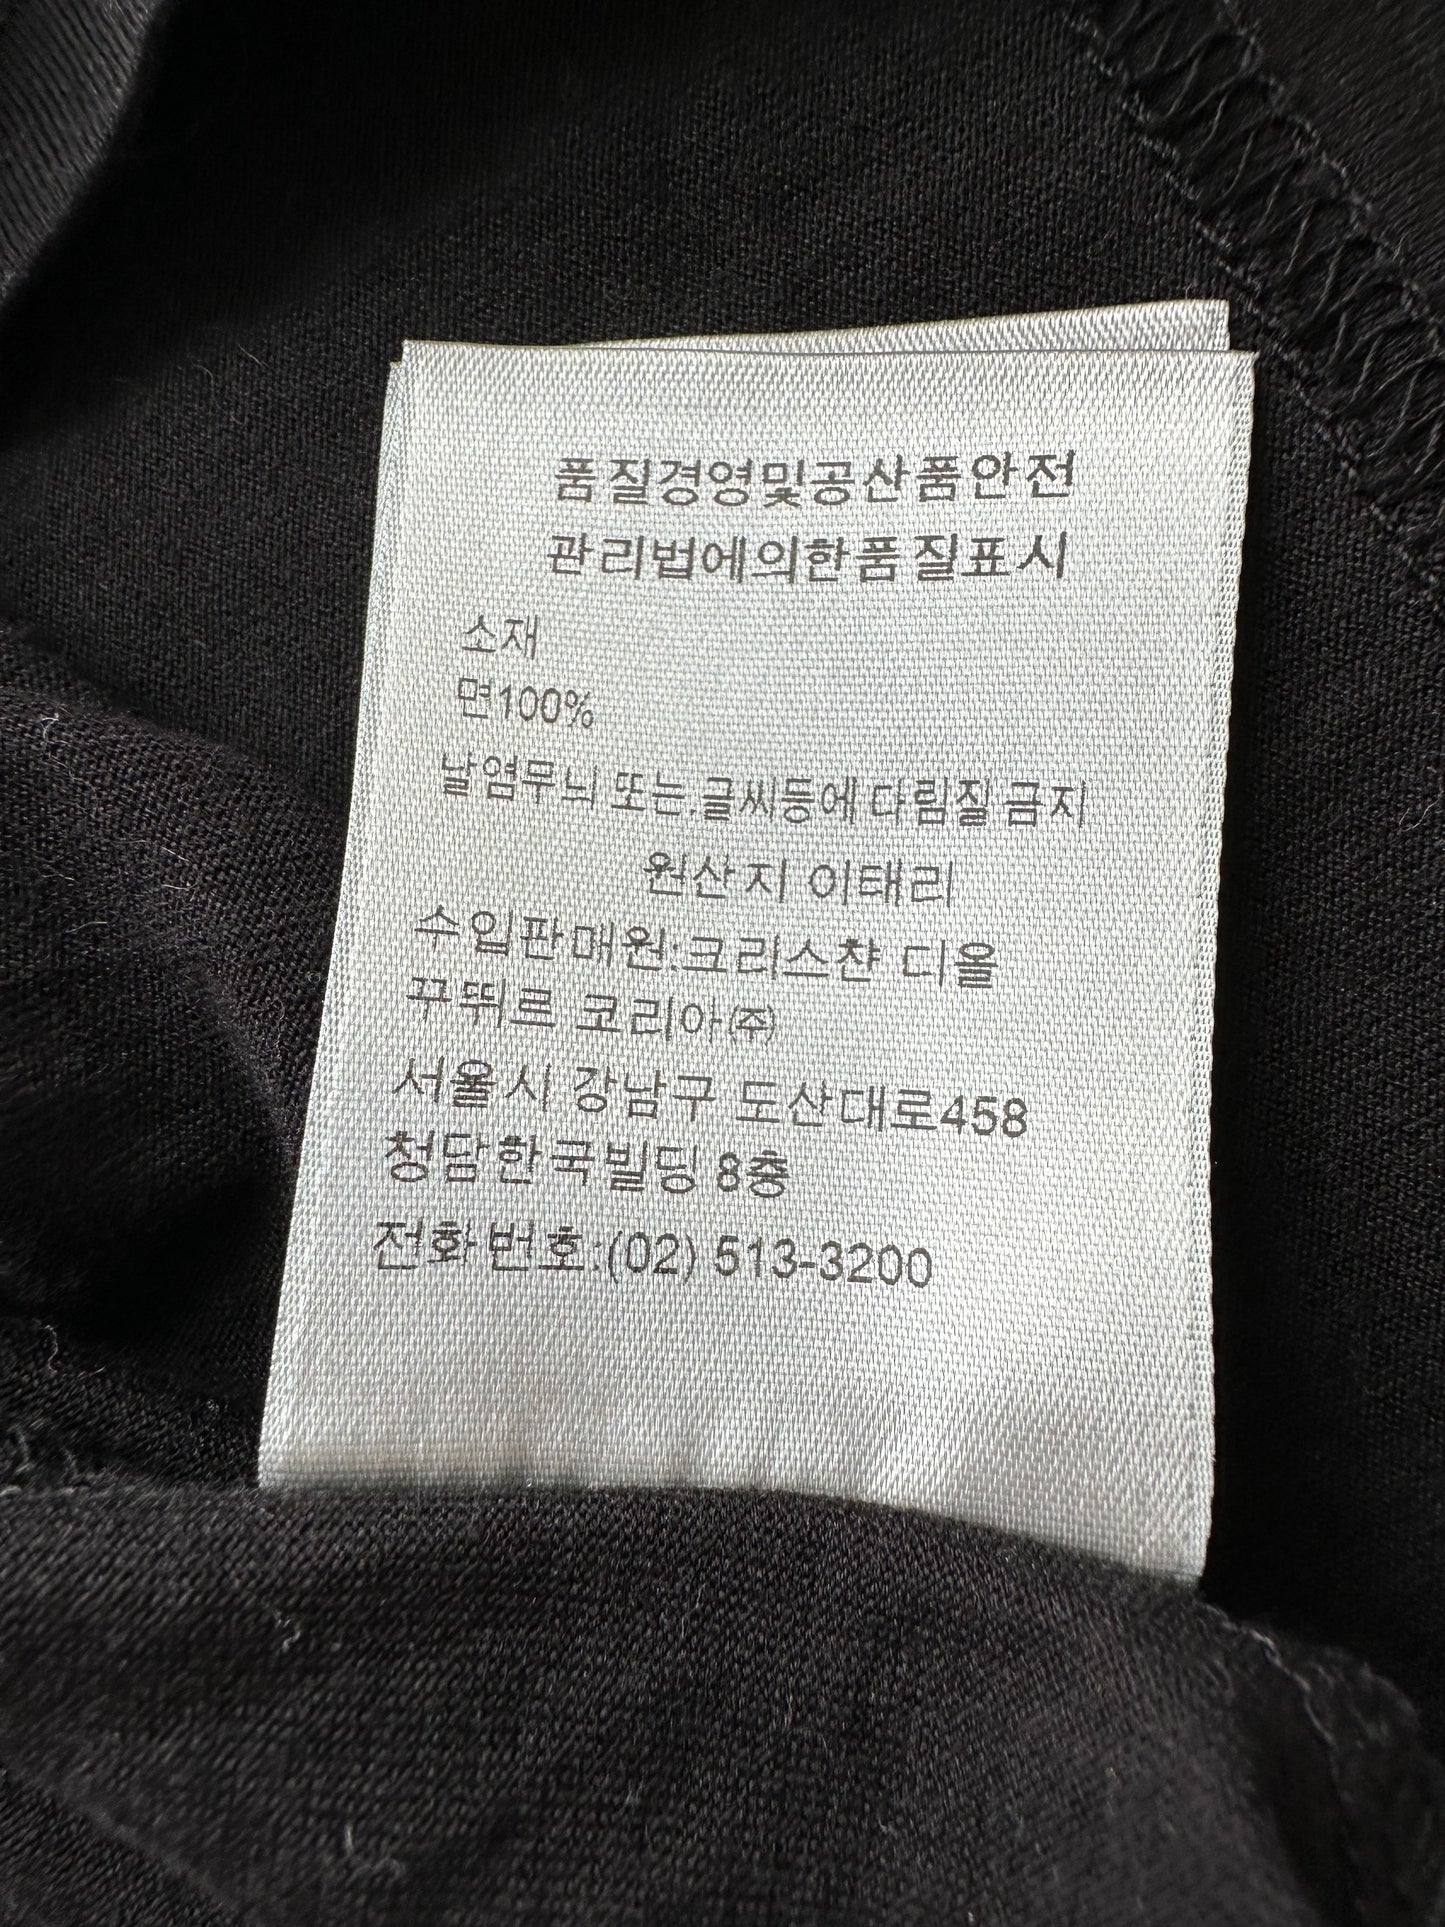 품질경영및공산품안전
관리법에의한품질표시
소재
면100%
날염무늬 또는.글씨등에 다림질 금지
원산지 이태리
수입판매원:크리스챤 디올
꾸뛰르 코리아㈜
서울시 강남구 도산대로458
청담한국빌딩 8층
전화번호:(02) 513-3200